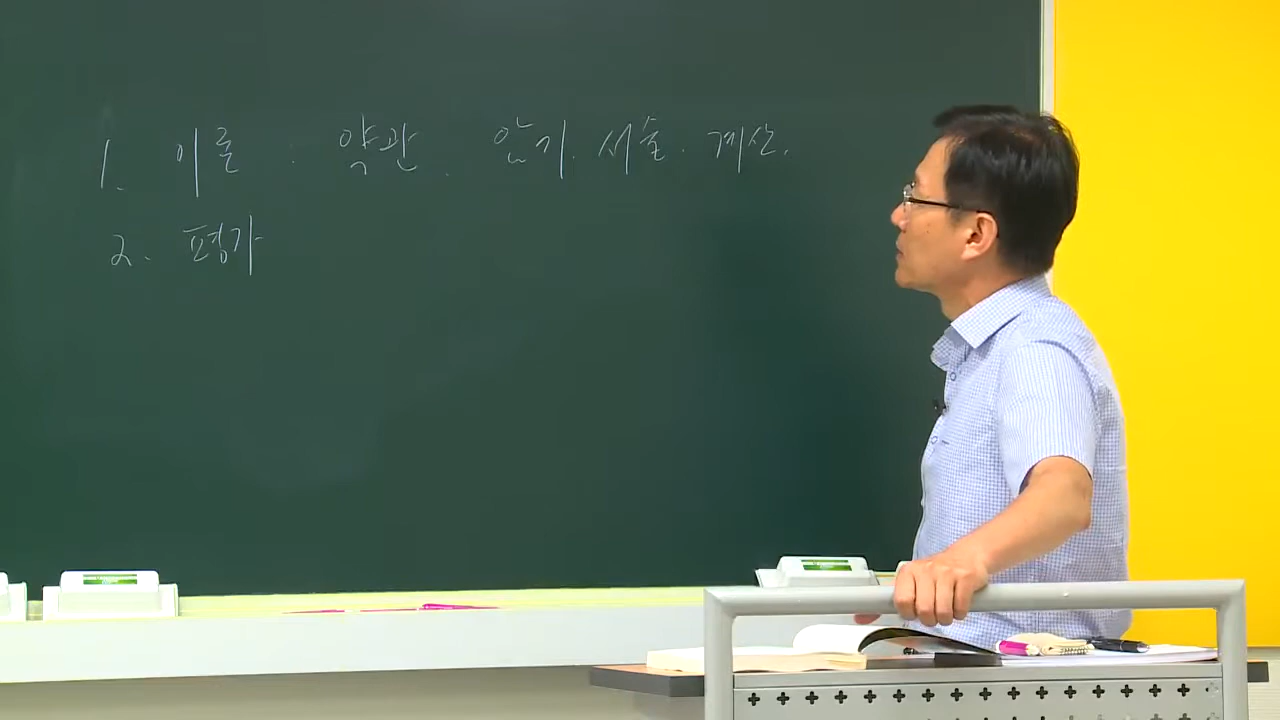 1. 이론 . 약관 . 암기. 서술. 계산.
2. 평가